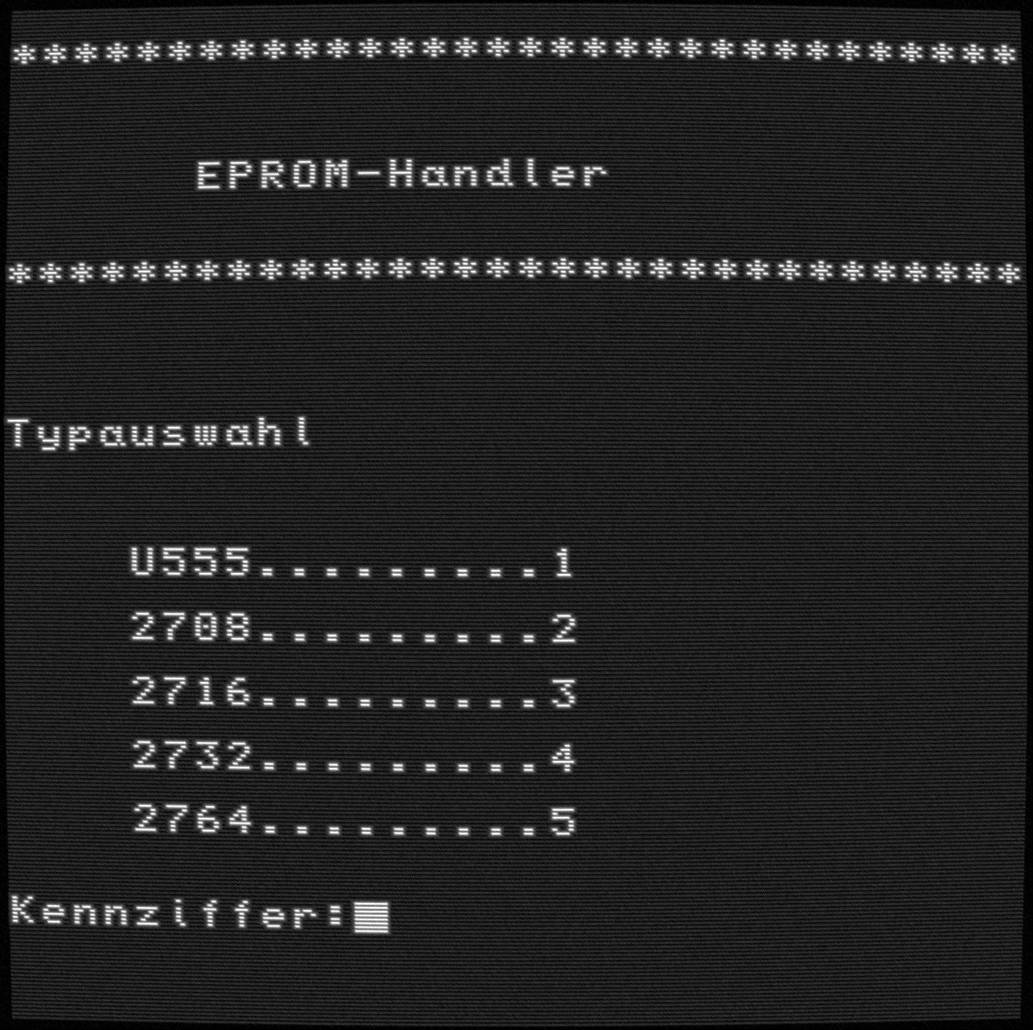 ********************************
EPROM-Handler
********************************
Typauswahl
U555.........1
2708.........2
2716.........3
2732.........4
2764.........5
Kennziffer: